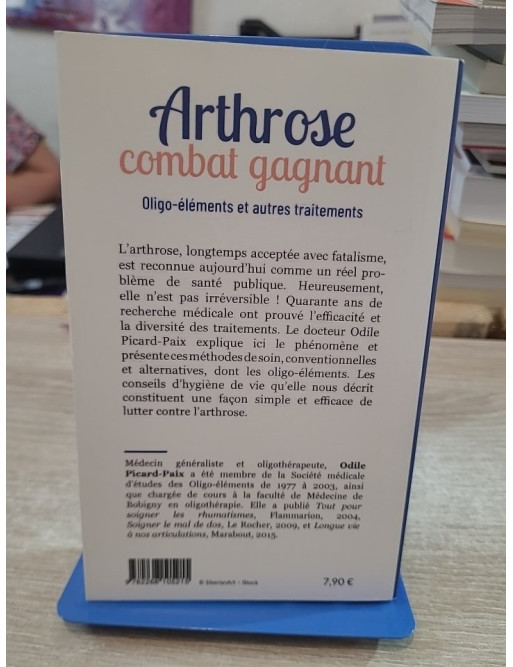 Arthrose
combat gagnant
Oligo-éléments et autres traitements
L'arthrose, longtemps acceptée avec fatalisme,
est reconnue aujourd'hui comme un réel pro-
blème de santé publique. Heureusement,
elle n'est pas irréversible ! Quarante ans de
recherche médicale ont prouvé l'efficacité et
la diversité des traitements. Le docteur Odile
Picard-Paix explique ici le phénomène et
présente ces méthodes de soin, conventionnelles
et alternatives, dont les oligo-éléments. Les
conseils d'hygiène de vie qu'elle nous décrit
constituent une façon simple et efficace de
lutter contre l'arthrose.
Médecin généraliste et oligothérapeute, Odile
Picard-Paix a été membre de la Société médicale
d'études des Oligo-éléments de 1977 à 2003, ainsi
que chargée de cours à la faculté de Médecine de
Bobigny en oligothérapie. Elle a publié Tout pour
soigner les rhumatismes, Flammarion, 2004,
Soigner le mal de dos, Le Rocher, 2009, et Longue vie
à nos articulations, Marabout, 2015.
7,90 €